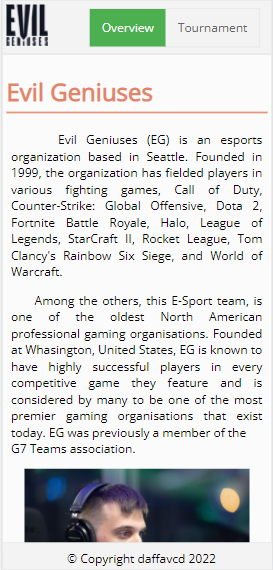 EVIL
GENIUSES
Overview
Tournament
Evil Geniuses
Evil Geniuses (EG) is an esports
organization based in Seattle. Founded in
1999, the organization has fielded players in
various fighting games, Call of Duty,
Counter-Strike: Global Offensive, Dota 2,
Fortnite Battle Royale, Halo, League of
Legends, StarCraft II, Rocket League, Tom
Clancy's Rainbow Six Siege, and World of
Warcraft.
Among the others, this E-Sport team, is
one of the oldest North American
professional gaming organisations. Founded
at Whasington, United States, EG is known to
have highly successful players in every
competitive game they feature and is
considered by many to be one of the most
premier gaming organisations that exist
today. EG was previously a member of the
G7 Teams association.
© Copyright daffavcd 2022